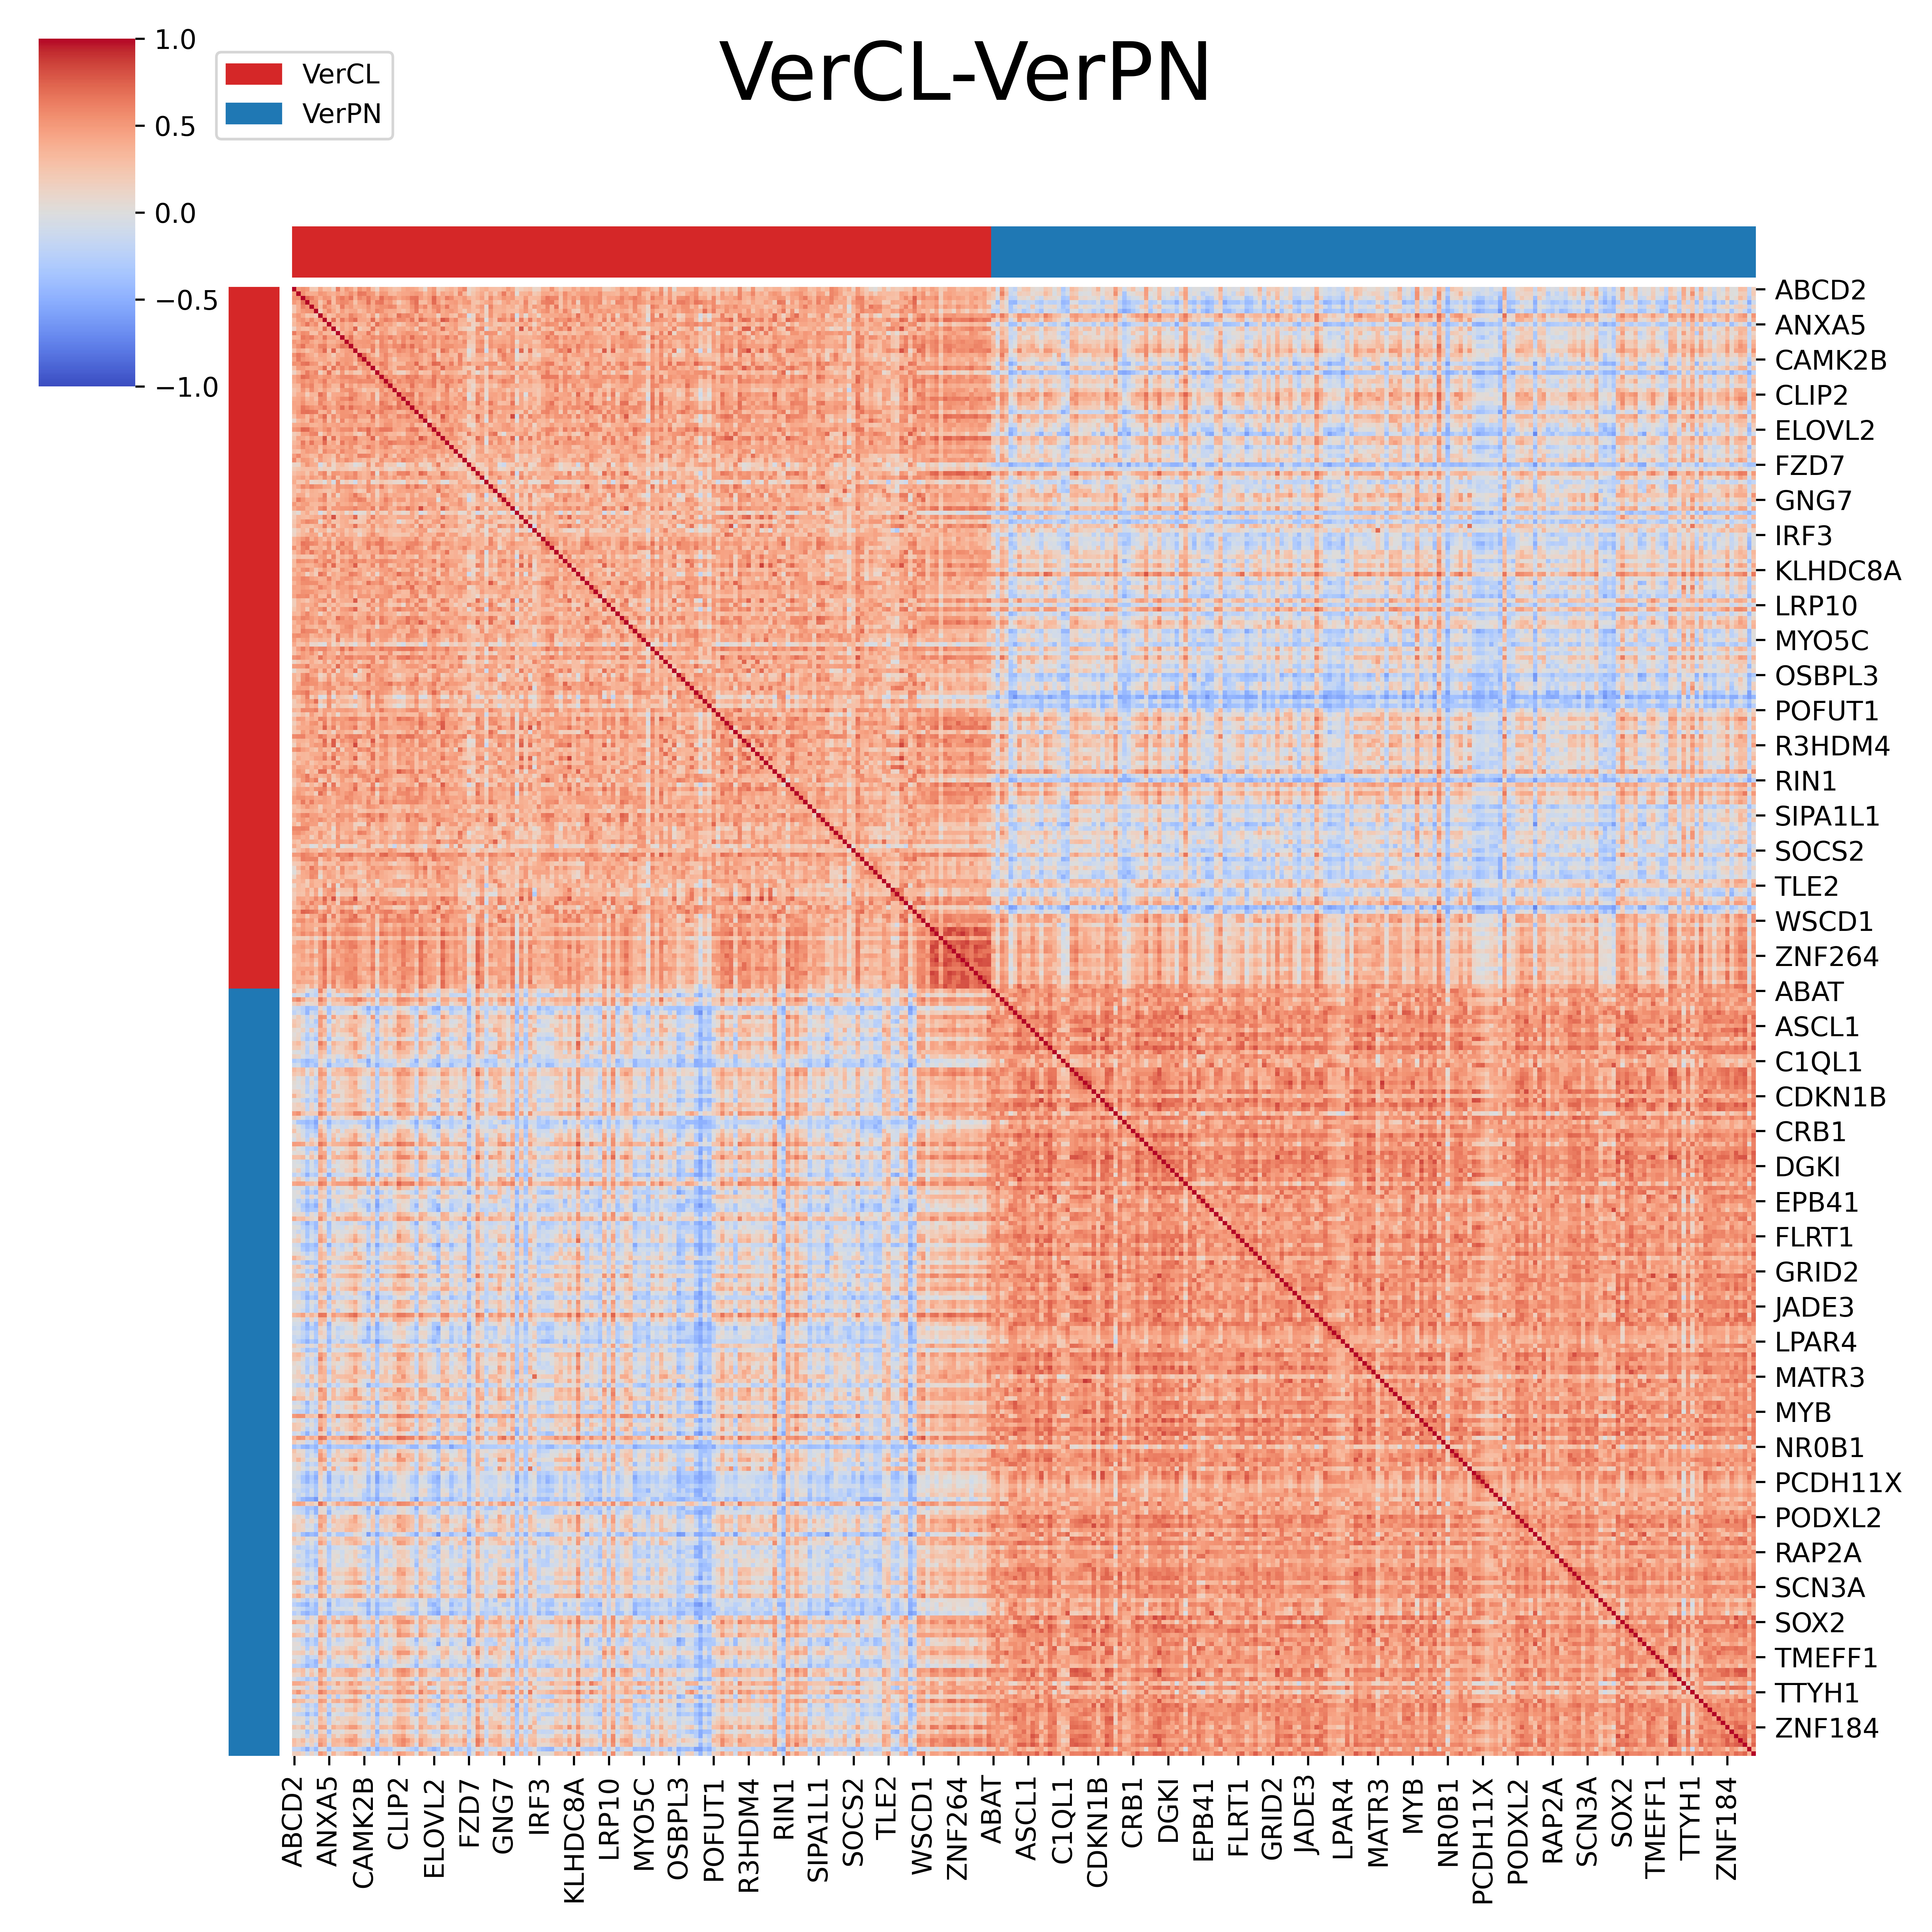 VerCL-VerPN
1.0
0.5
0.0
−0.5
−1.0
VerCL
VerPN
ABCD2
ANXA5
CAMK2B
CLIP2
ELOVL2
FZD7
GNG7
IRF3
KLHDC8A
LRP10
MYO5C
OSBPL3
POFUT1
R3HDM4
RIN1
SIPA1L1
SOCS2
TLE2
WSCD1
ZNF264
ABAT
ASCL1
C1QL1
CDKN1B
CRB1
DGKI
EPB41
FLRT1
GRID2
JADE3
LPAR4
MATR3
MYB
NR0B1
PCDH11X
PODXL2
RAP2A
SCN3A
SOX2
TMEFF1
TTYH1
ZNF184
ABCD2
ANXA5
CAMK2B
CLIP2
ELOVL2
FZD7
GNG7
IRF3
KLHDC8A
LRP10
MYO5C
OSBPL3
POFUT1
R3HDM4
RIN1
SIPA1L1
SOCS2
TLE2
WSCD1
ZNF264
ABAT
ASCL1
C1QL1
CDKN1B
CRB1
DGKI
EPB41
FLRT1
GRID2
JADE3
LPAR4
MATR3
MYB
NR0B1
PCDH11X
PODXL2
RAP2A
SCN3A
SOX2
TMEFF1
TTYH1
ZNF184